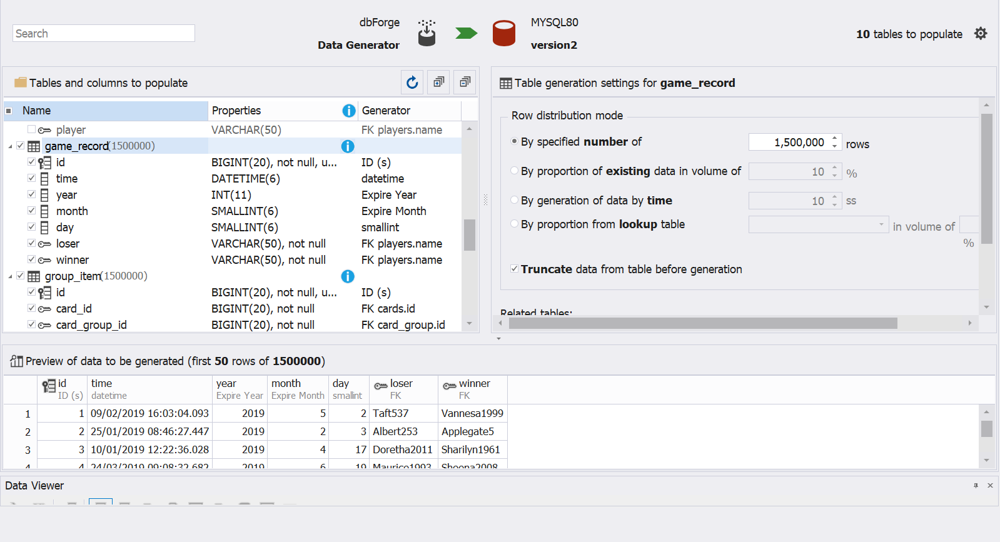 Search
dbForge
Data Generator
MYSQL80
version2
10 tables to populate
Tables and columns to populate
Name Properties Generator
player VARCHAR(50) FK players.name
game_record(1500000)
id BIGINT(20), not null, u... ID (s)
time DATETIME(6) datetime
year INT(11) Expire Year
month SMALLINT(6) Expire Month
day SMALLINT(6) smallint
loser VARCHAR(50), not null FK players.name
winner VARCHAR(50), not null FK players.name
group_item(1500000)
id BIGINT(20), not null, u... ID (s)
card_id BIGINT(20), not null FK cards.id
card_group_id BIGINT(20), not null FK card_group.id
Table generation settings for game_record
Row distribution mode
By specified number of 1,500,000 rows
By proportion of existing data in volume of 10 %
By generation of data by time 10 ss
By proportion from lookup table in volume of
%
Truncate data from table before generation
Related tables:
Preview of data to be generated (first 50 rows of 1500000)
id time year month day loser winner
ID (s) datetime Expire Year Expire Month smallint FK FK
1 1 09/02/2019 16:03:04.093 2019 5 2 Taft537 Vannesa1999
2 2 25/01/2019 08:46:27.447 2019 2 3 Albert253 Applegate5
3 3 10/01/2019 12:22:36.028 2019 4 17 Doretha2011 Sharilyn1961
4 4 24/03/2019 09:08:32.682 2019 6 19 Maurice1993 Sheena2008
Data Viewer